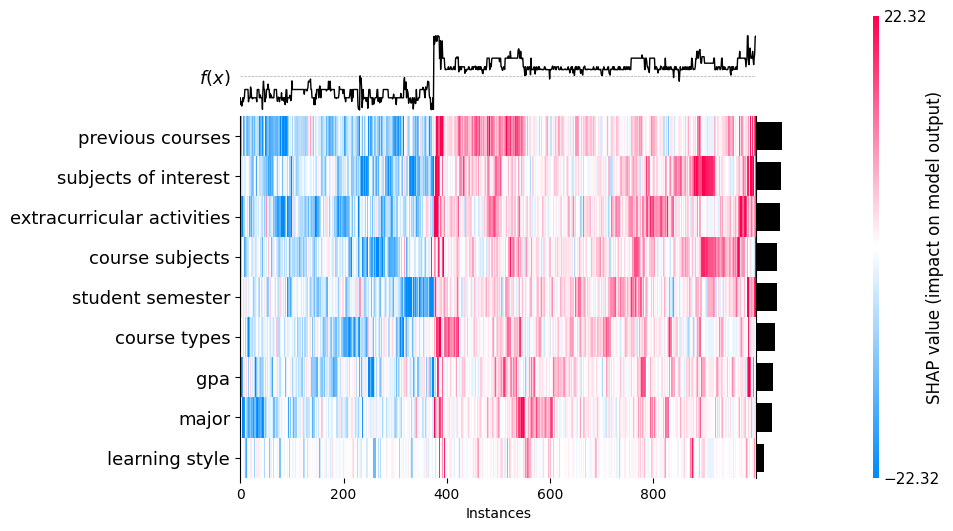 22.32
f(x)
previous courses
subjects of interest
extracurricular activities
course subjects
student semester
course types
gpa
major
learning style
SHAP value (impact on model output)
−22.32
0 200 400 600 800
Instances